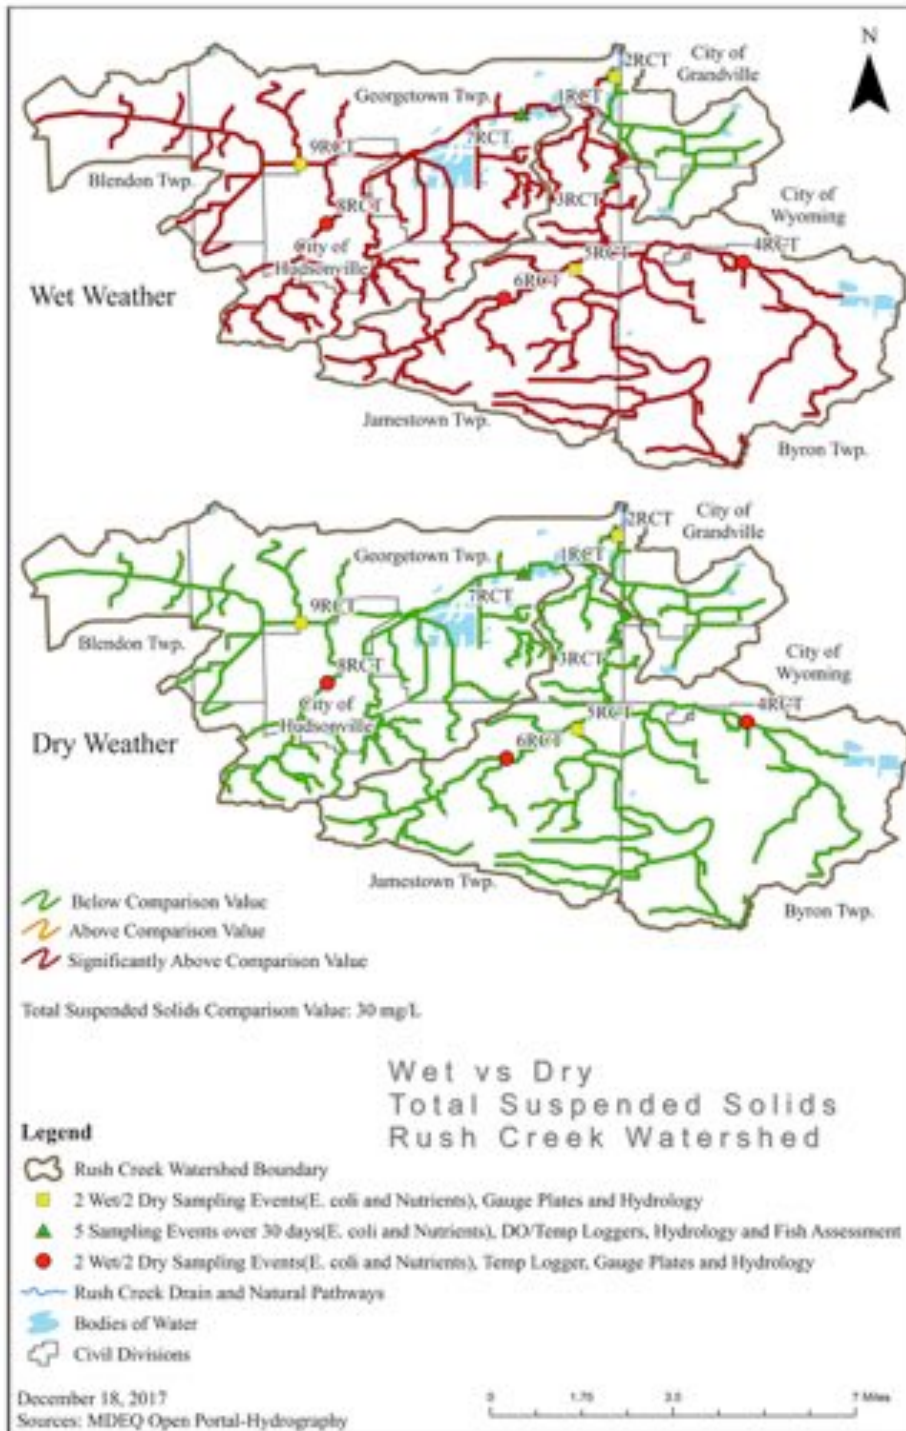 N
2RCT
City of
Grandville
Georgetown Twp.
1RCT
7RCT
9RCT
Blendon Twp.
3RCT
City of
Wyoming
8RCT
City of
Hudsonville
5RCT
4RCT
6RCT
Wet Weather
Jamestown Twp.
Byron Twp.
2RCT
City of
Grandville
Georgetown Twp.
1RCT
7RCT
9RCT
Blendon Twp.
3RCT
City of
Wyoming
8RCT
City of
Hudsonville
5RCT
4RCT
6RCT
Dry Weather
Jamestown Twp.
Byron Twp.
Below Comparison Value
Above Comparison Value
Significantly Above Comparison Value
Total Suspended Solids Comparison Value: 30 mg/L
Wet vs Dry
Total Suspended Solids
Rush Creek Watershed
Legend
Rush Creek Watershed Boundary
2 Wet/2 Dry Sampling Events(E. coli and Nutrients), Gauge Plates and Hydrology
5 Sampling Events over 30 days(E. coli and Nutrients), DO/Temp Loggers, Hydrology and Fish Assessment
2 Wet/2 Dry Sampling Events(E. coli and Nutrients), Temp Logger, Gauge Plates and Hydrology
Rush Creek Drain and Natural Pathways
Bodies of Water
Civil Divisions
December 18, 2017
Sources: MDEQ Open Portal-Hydrography
0 1.75 3.5 7 Miles